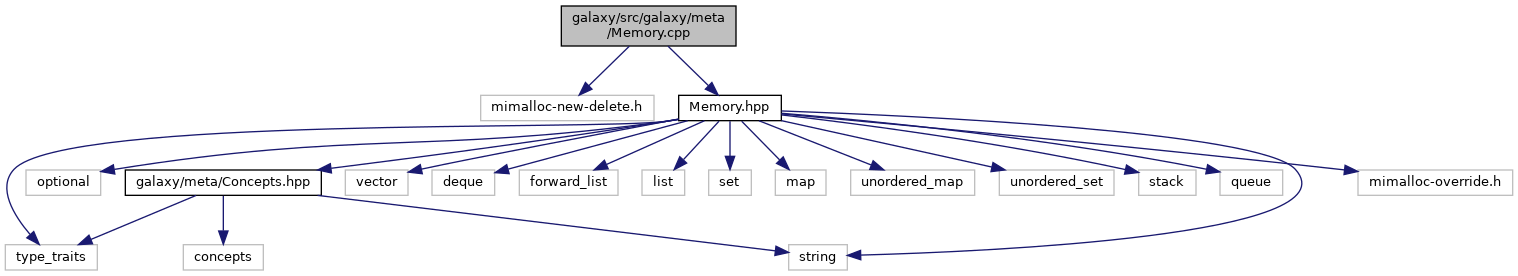 galaxy/src/galaxy/meta
/Memory.cpp
mimalloc-new-delete.h
Memory.hpp
optional
galaxy/meta/Concepts.hpp
vector
deque
forward_list
list
set
map
unordered_map
unordered_set
stack
queue
mimalloc-override.h
type_traits
concepts
string